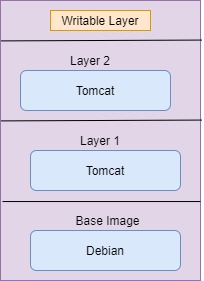 Writable Layer
Layer 2
Tomcat
Layer 1
Tomcat
Base Image
Debian